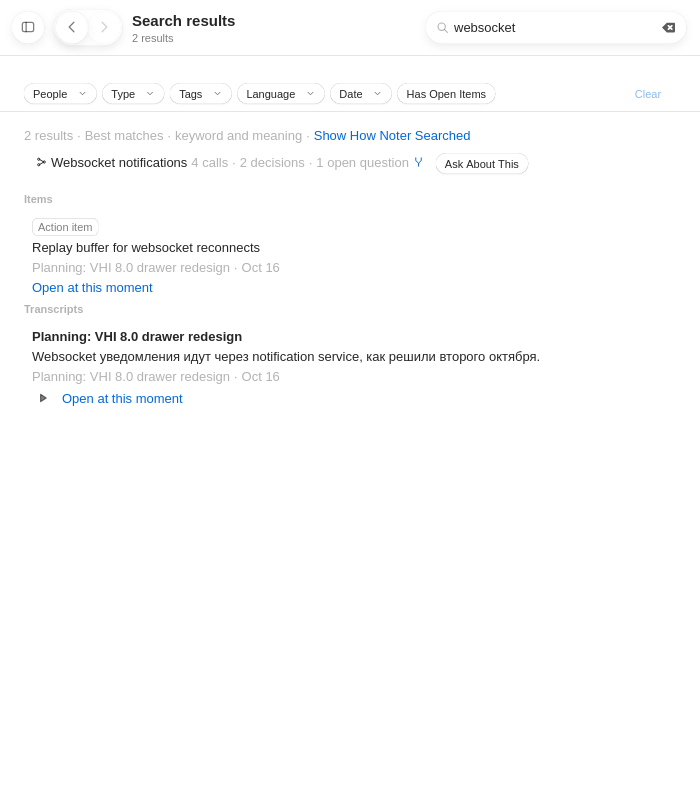 Search results
2 results
websocket
People Type Tags Language Date Has Open Items Clear
2 results · Best matches · keyword and meaning · Show How Noter Searched
Websocket notifications 4 calls · 2 decisions · 1 open question Ask About This
Items
Action item
Replay buffer for websocket reconnects
Planning: VHI 8.0 drawer redesign · Oct 16
Open at this moment
Transcripts
Planning: VHI 8.0 drawer redesign
Websocket уведомления идут через notification service, как решили второго октября.
Planning: VHI 8.0 drawer redesign · Oct 16
Open at this moment